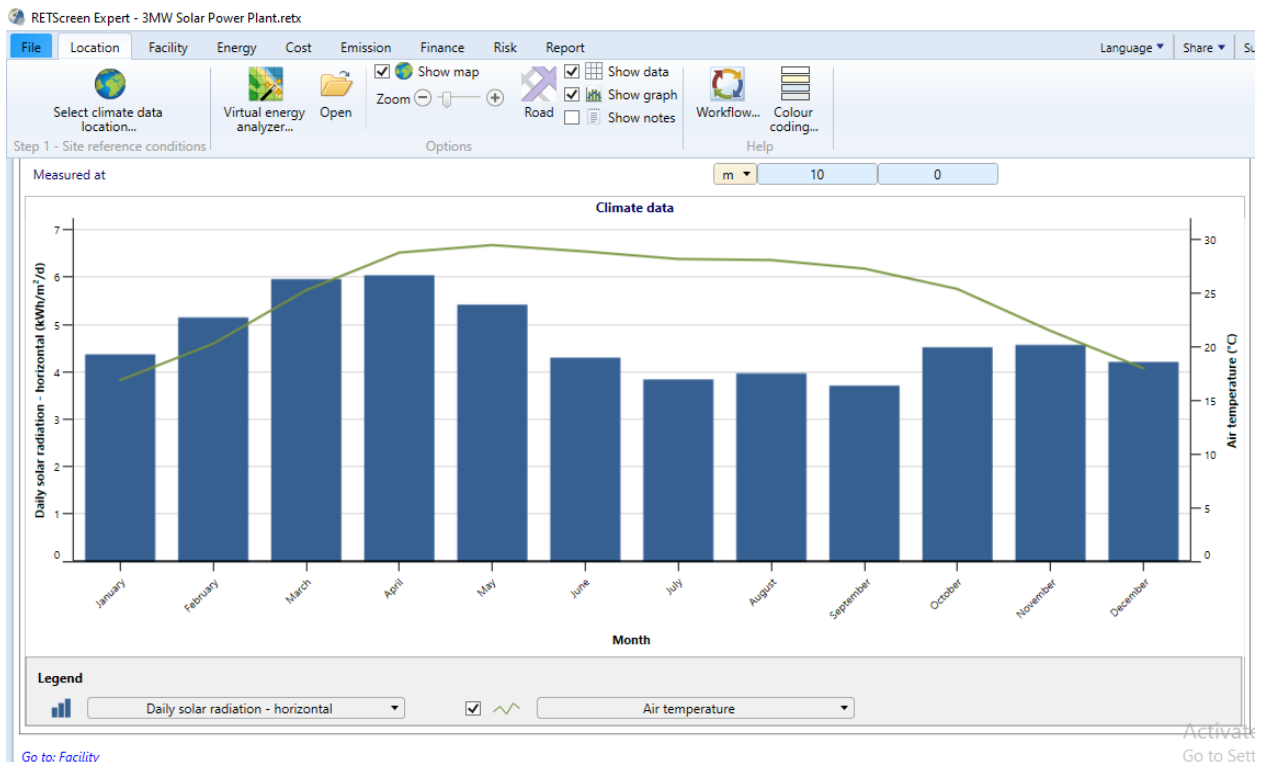 RETScreen Expert - 3MW Solar Power Plant.retx
File Location Facility Energy Cost Emission Finance Risk Report Language Share Su
Select climate data location...
Virtual energy analyzer...
Open
Show map
Zoom
Road
Show data
Show graph
Show notes
Workflow...
Colour coding...
Step 1 - Site reference conditions
Options
Help
Measured at m 10 0
Climate data
Daily solar radiation - horizontal (kWh/m²/d)
7
6
5
4
3
2
1
0
Air temperature (°C)
30
25
20
15
10
5
0
January February March April May June July August September October November December
Month
Legend
Daily solar radiation - horizontal
Air temperature
Activate
Go to Sett
Go to: Facility